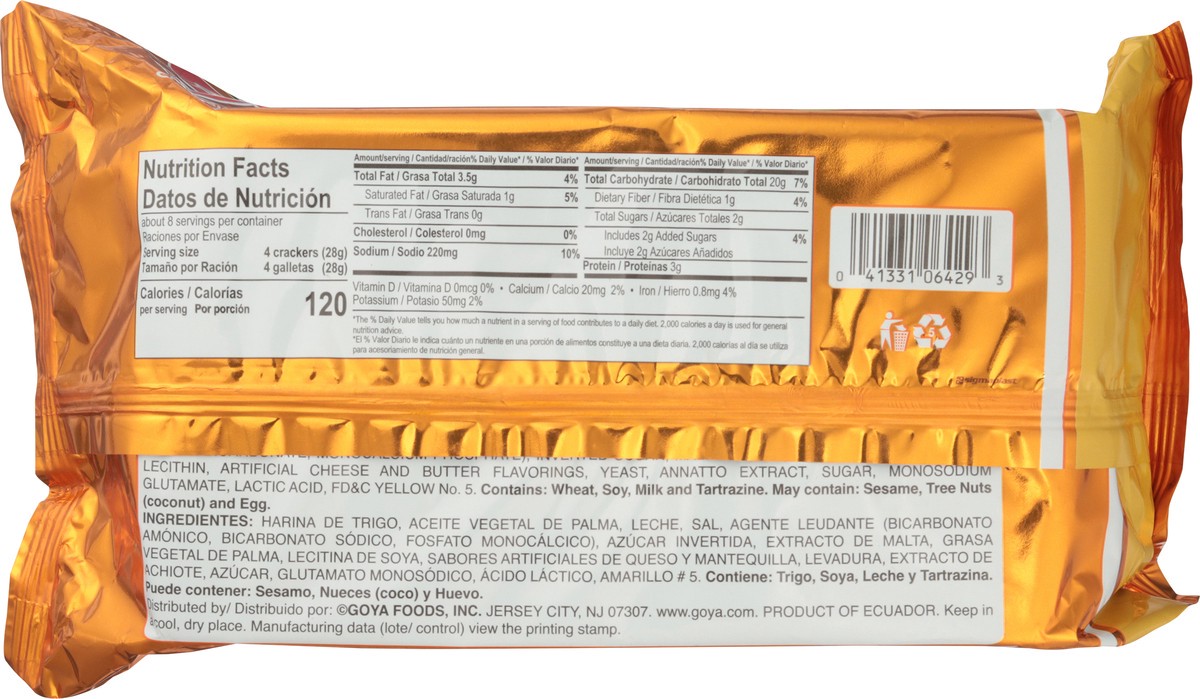 Nutrition Facts
Datos de Nutrición
about 8 servings per container
Raciones por Envase
Serving size 4 crackers (28g)
Tamaño por Ración 4 galletas (28g)
Calories / Calorías
per serving Por porción 120
Amount/serving / Cantidad/ración% Daily Value* / % Valor Diario*
Total Fat / Grasa Total 3.5g 4%
Saturated Fat / Grasa Saturada 1g 5%
Trans Fat / Grasa Trans 0g
Cholesterol / Colesterol 0mg 0%
Sodium / Sodio 220mg 10%
Amount/serving / Cantidad/ración% Daily Value* / % Valor Diario*
Total Carbohydrate / Carbohidrato Total 20g 7%
Dietary Fiber / Fibra Dietética 1g 4%
Total Sugars / Azúcares Totales 2g
Includes 2g Added Sugars 4%
Incluye 2g Azúcares Añadidos
Protein / Proteínas 3g
Vitamin D / Vitamina D 0mcg 0% • Calcium / Calcio 20mg 2% • Iron / Hierro 0.8mg 4%
Potassium / Potasio 50mg 2%
*The % Daily Value tells you how much a nutrient in a serving of food contributes to a daily diet. 2,000 calories a day is used for general
nutrition advice.
*El % Valor Diario le indica cuánto un nutriente en una porción de alimentos constituye a una dieta diaria. 2,000 calorías al día se utiliza
para acesoriamiento de nutrición general.
0 41331 06429 3
5
LECITHIN, ARTIFICIAL CHEESE AND BUTTER FLAVORINGS, YEAST, ANNATTO EXTRACT, SUGAR, MONOSODIUM
GLUTAMATE, LACTIC ACID, FD&C YELLOW No. 5. Contains: Wheat, Soy, Milk and Tartrazine. May contain: Sesame, Tree Nuts
(coconut) and Egg.
INGREDIENTES: HARINA DE TRIGO, ACEITE VEGETAL DE PALMA, LECHE, SAL, AGENTE LEUDANTE (BICARBONATO
AMÓNICO, BICARBONATO SÓDICO, FOSFATO MONOCÁLCICO), AZÚCAR INVERTIDA, EXTRACTO DE MALTA, GRASA
VEGETAL DE PALMA, LECITINA DE SOYA, SABORES ARTIFICIALES DE QUESO Y MANTEQUILLA, LEVADURA, EXTRACTO DE
ACHIOTE, AZÚCAR, GLUTAMATO MONOSÓDICO, ÁCIDO LÁCTICO, AMARILLO # 5. Contiene: Trigo, Soya, Leche y Tartrazina.
Puede contener: Sesamo, Nueces (coco) y Huevo.
Distributed by/ Distribuido por: ©GOYA FOODS, INC. JERSEY CITY, NJ 07307. www.goya.com. PRODUCT OF ECUADOR. Keep in
a cool, dry place. Manufacturing data (lote/ control) view the printing stamp.